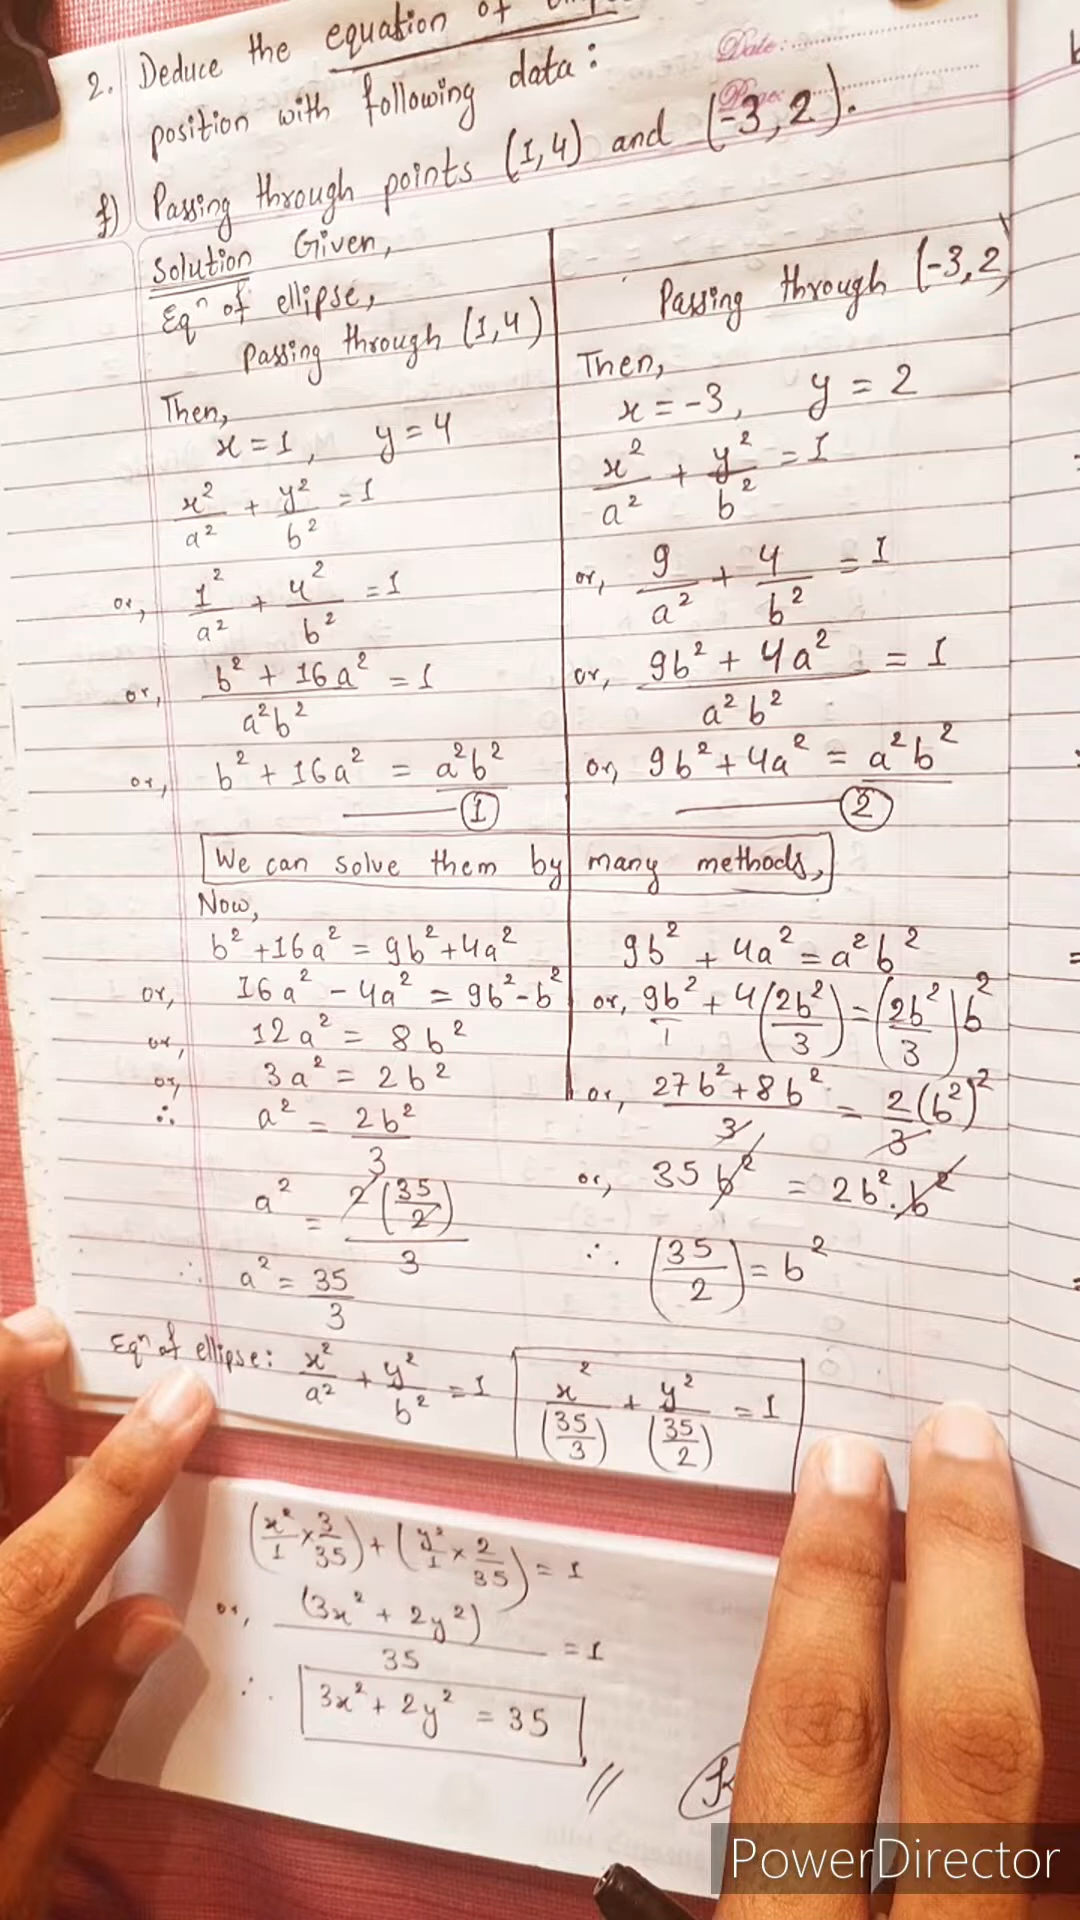 2. Deduce the equation of
position with following data:
Date:
Page:
f) Passing through points (1,4) and (-3,2).
Solution Given,
Eqⁿ of ellipse,
passing through (1,4)
Then,
x = 1, y = 4
x²/a² + y²/b² = 1
or, 1²/a² + 4²/b² = 1
or, (b² + 16a²)/(a²b²) = 1
or, b² + 16a² = a²b²
①
Passing through (-3,2
Then,
x = -3, y = 2
x²/a² + y²/b² = 1
or, 9/a² + 4/b² = 1
or, (9b² + 4a²)/(a²b²) = 1
or, 9b² + 4a² = a²b²
②
We can solve them by many methods,
Now,
b² + 16a² = 9b² + 4a²
or, 16a² - 4a² = 9b² - b²
or, 12a² = 8b²
or, 3a² = 2b²
∴ a² = 2b²/3
a² = 2(35/2)/3
∴ a² = 35/3
9b² + 4a² = a²b²
or, 9b²/1 + 4(2b²/3) = (2b²/3)b²
or, (27b² + 8b²)/3 = 2(b²)²/3
or, 35b² = 2b².b²
∴ (35/2) = b²
Eqⁿ of ellipse: x²/a² + y²/b² = 1
x²/(35/3) + y²/(35/2) = 1
(x²/1 × 3/35) + (y²/1 × 2/35) = 1
or, (3x² + 2y²)/35 = 1
∴ 3x² + 2y² = 35
PowerDirector